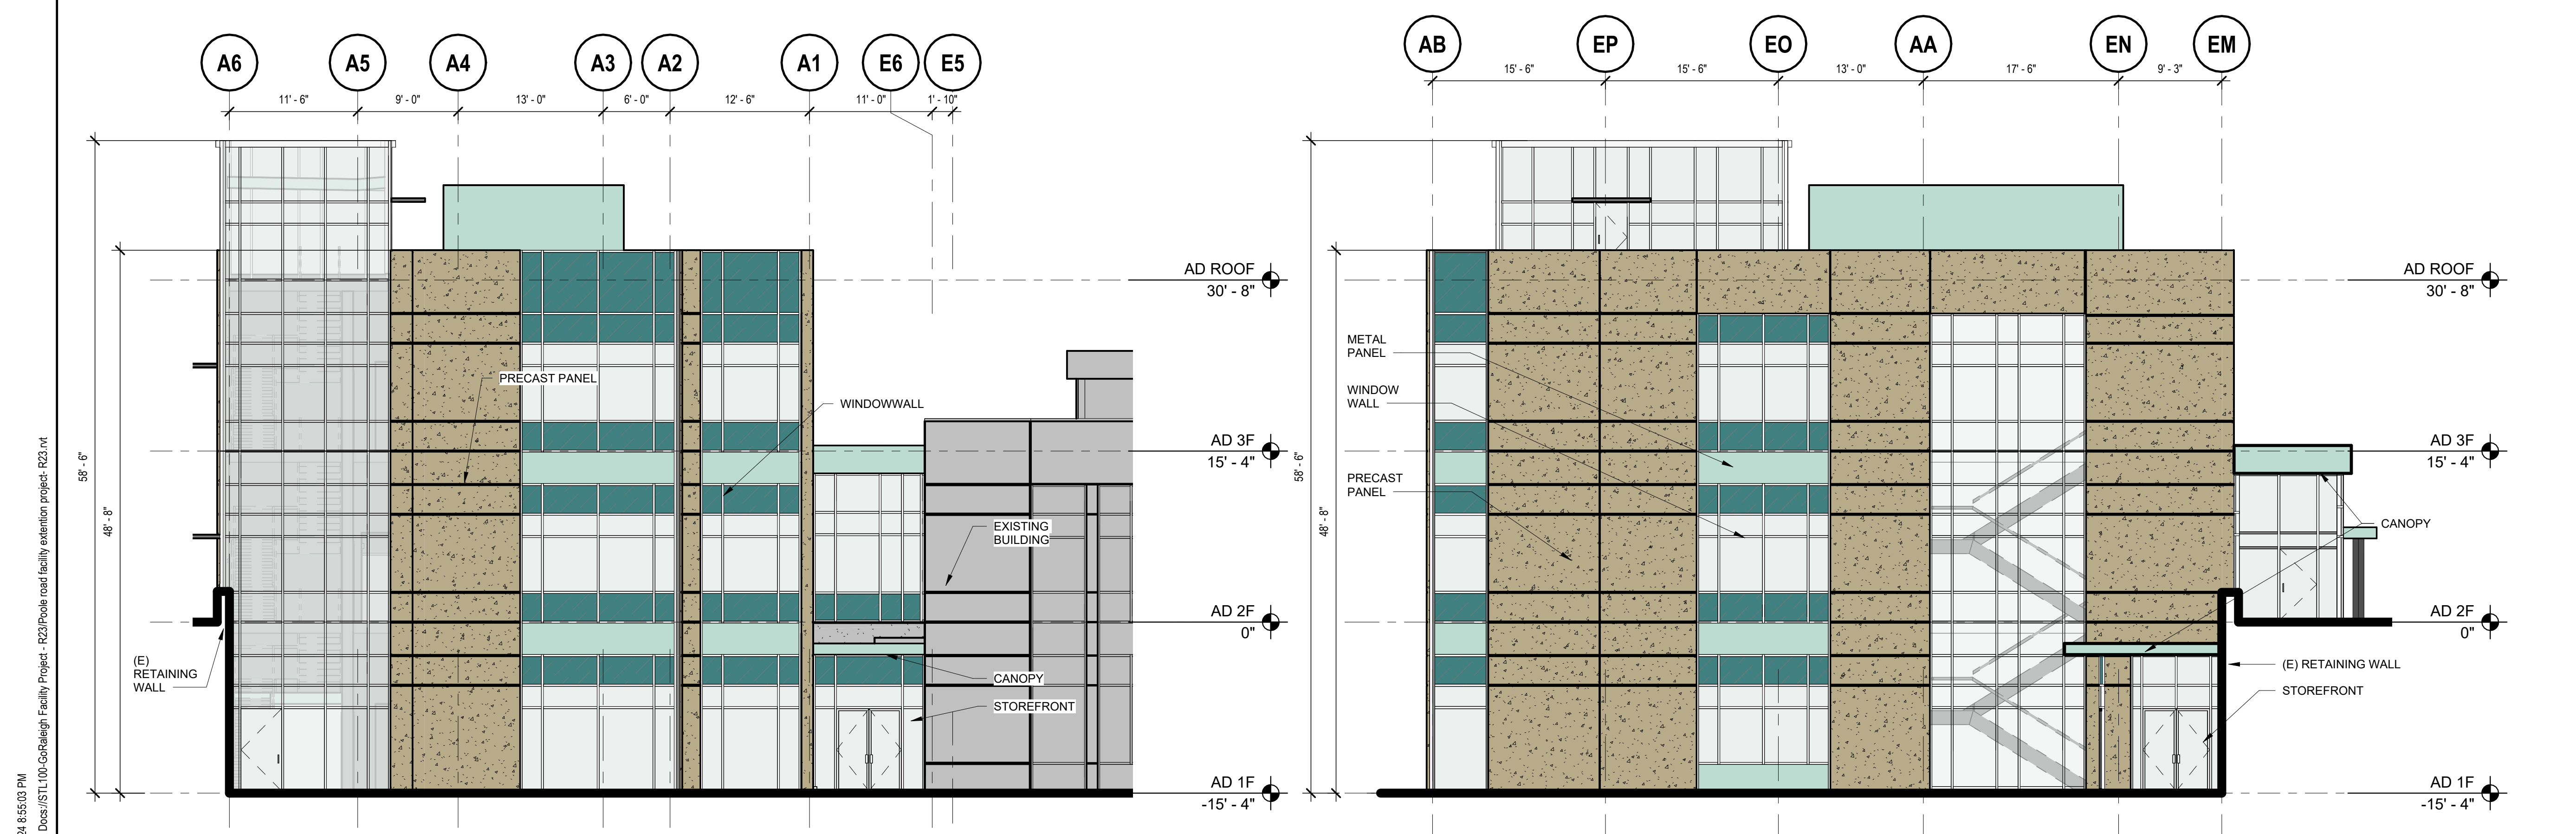 A6
A5
A4
A3
A2
A1
E6
E5
11' - 6"
9' - 0"
13' - 0"
6' - 0"
12' - 6"
11' - 0"
1' - 10"
58' - 6"
48' - 8"
AD ROOF
30' - 8"
PRECAST PANEL
WINDOWWALL
AD 3F
15' - 4"
EXISTING
BUILDING
AD 2F
0"
(E)
RETAINING
WALL
CANOPY
STOREFRONT
AD 1F
-15' - 4"
AB
EP
EO
AA
EN
EM
15' - 6"
15' - 6"
13' - 0"
17' - 6"
9' - 3"
58' - 6"
48' - 8"
AD ROOF
30' - 8"
METAL
PANEL
WINDOW
WALL
AD 3F
15' - 4"
PRECAST
PANEL
CANOPY
AD 2F
0"
(E) RETAINING WALL
STOREFRONT
AD 1F
-15' - 4"
24 8:55:03 PM
Docs://STL100-GoRaleigh Facility Project - R23/Poole road facility extention project- R23.rvt